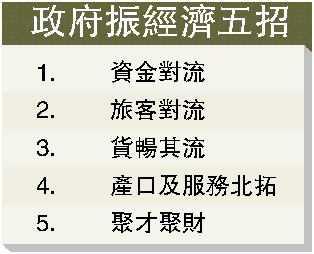 政府振經濟五招
1. 資金對流
2. 旅客對流
3. 貨暢其流
4. 產口及服務北拓
5. 聚才聚財